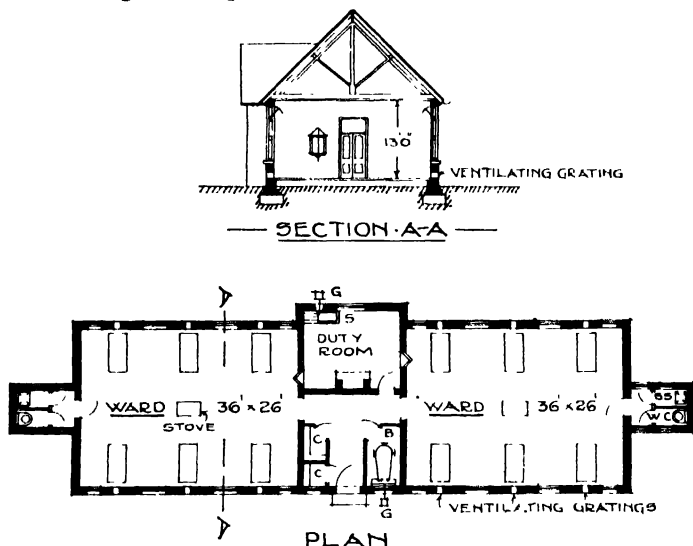 13'0"
VENTILATING GRATING
SECTION·A-A
G
S
DUTY
ROOM
WARD 36' x 26'
STOVE
WARD 36' x 26'
SS
WC
C
B
C
G
VENTILATING GRATINGS
PLAN